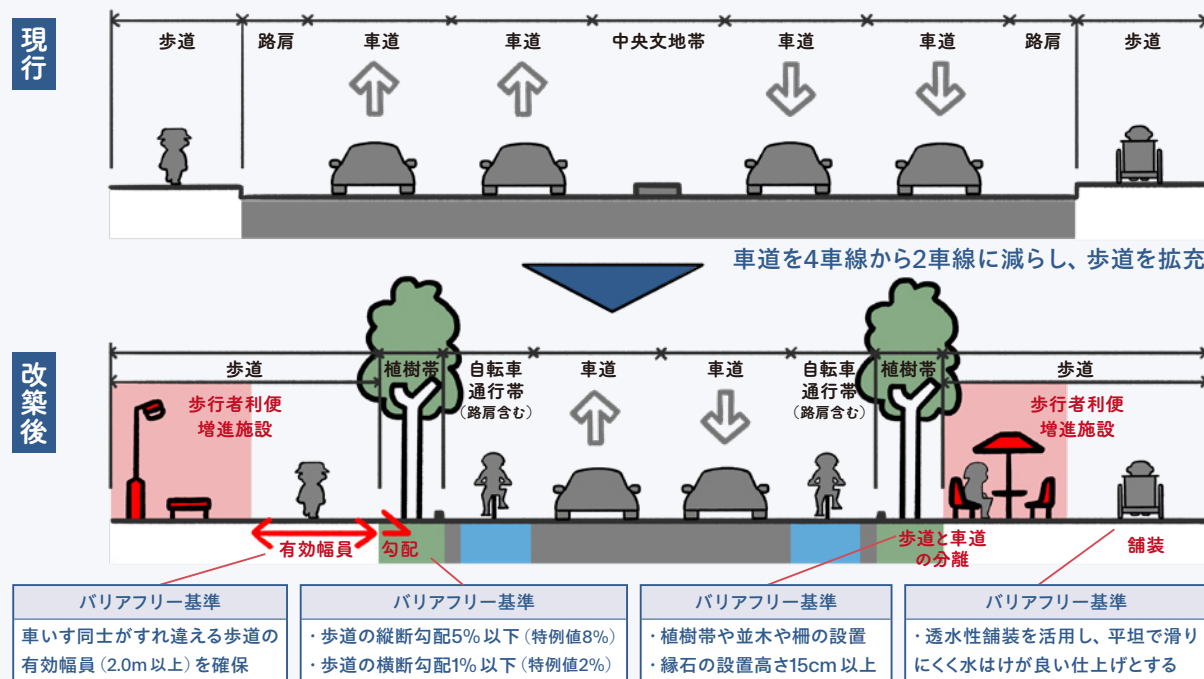 現行
歩道
路肩
車道
車道
中央文地帯
車道
車道
路肩
歩道
車道を4車線から2車線に減らし、歩道を拡充
改築後
歩道
植樹帯
自転車
通行帯
（路肩含む）
車道
車道
自転車
通行帯
（路肩含む）
植樹帯
歩道
歩行者利便
増進施設
歩行者利便
増進施設
有効幅員
勾配
歩道と車道
の分離
舗装
バリアフリー基準
車いす同士がすれ違える歩道の
有効幅員（2.0m以上）を確保
バリアフリー基準
・歩道の縦断勾配5%以下（特例値8%）
・歩道の横断勾配1%以下（特例値2%）
バリアフリー基準
・植樹帯や並木や柵の設置
・縁石の設置高さ15cm以上
バリアフリー基準
・透水性舗装を活用し、平坦で滑り
にくく水はけが良い仕上げとする